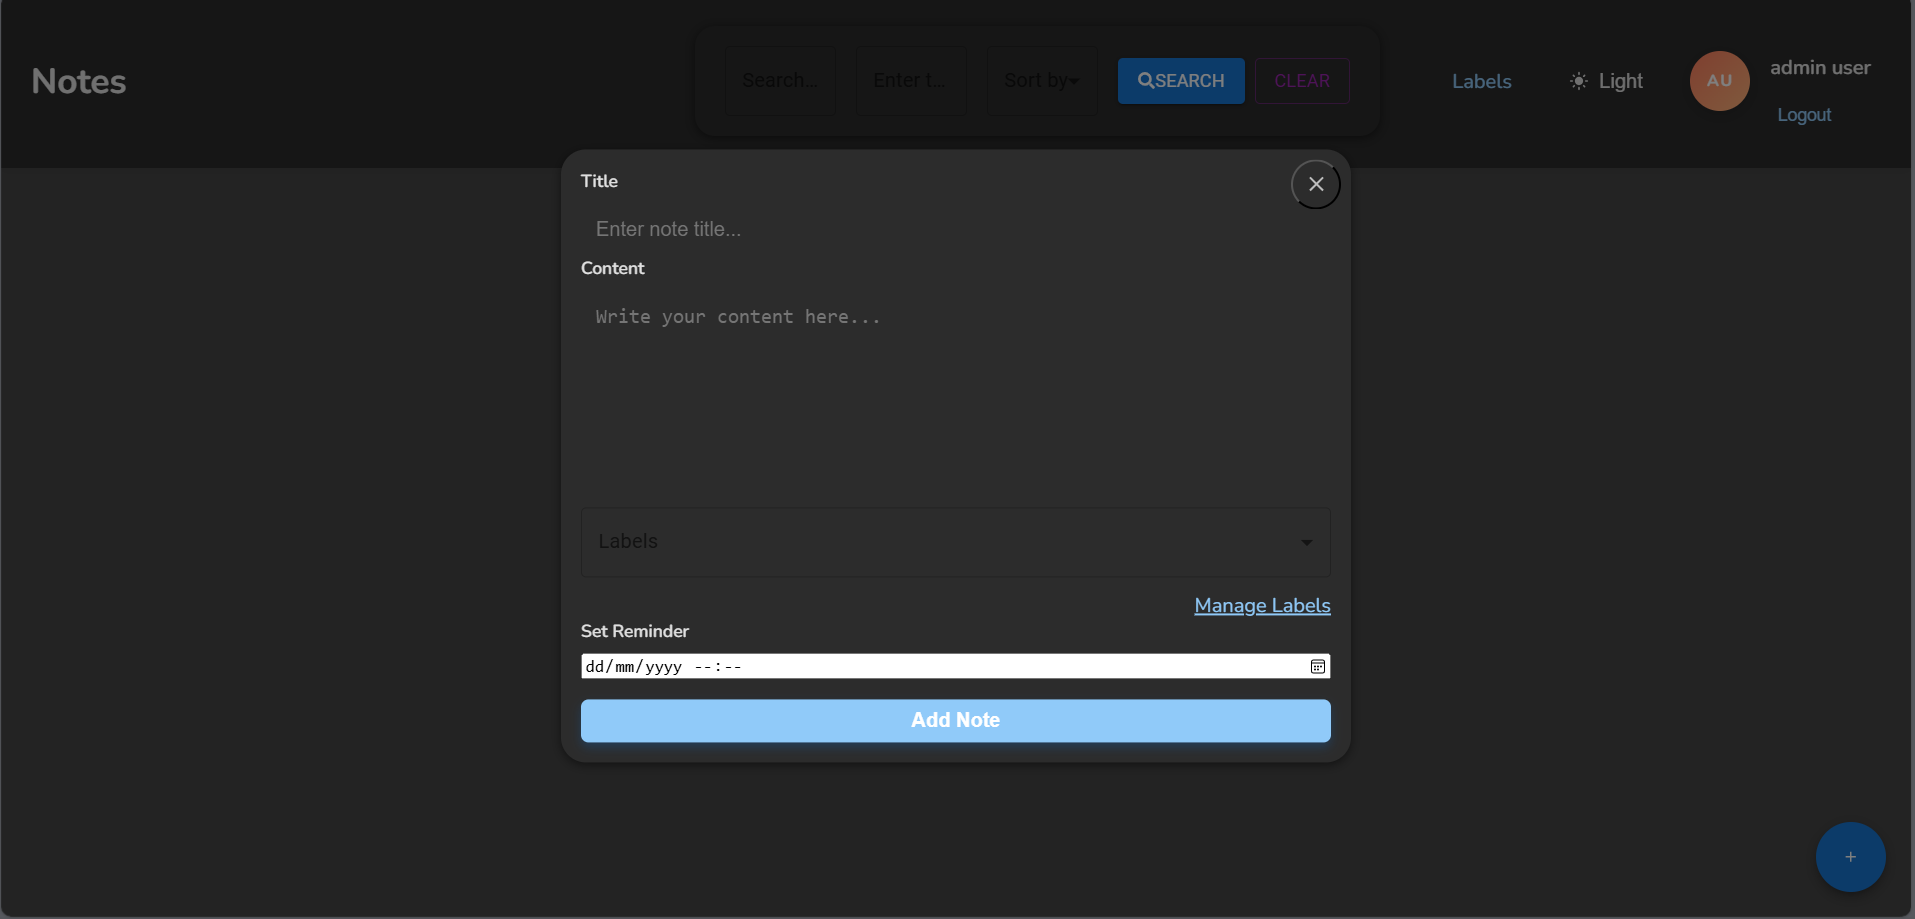 Notes
Search...
Enter t...
Sort by
SEARCH
CLEAR
Labels
Light
AU
admin user
Logout
Title
Enter note title...
Content
Write your content here...
Labels
Manage Labels
Set Reminder
dd/mm/yyyy --:--
Add Note
+